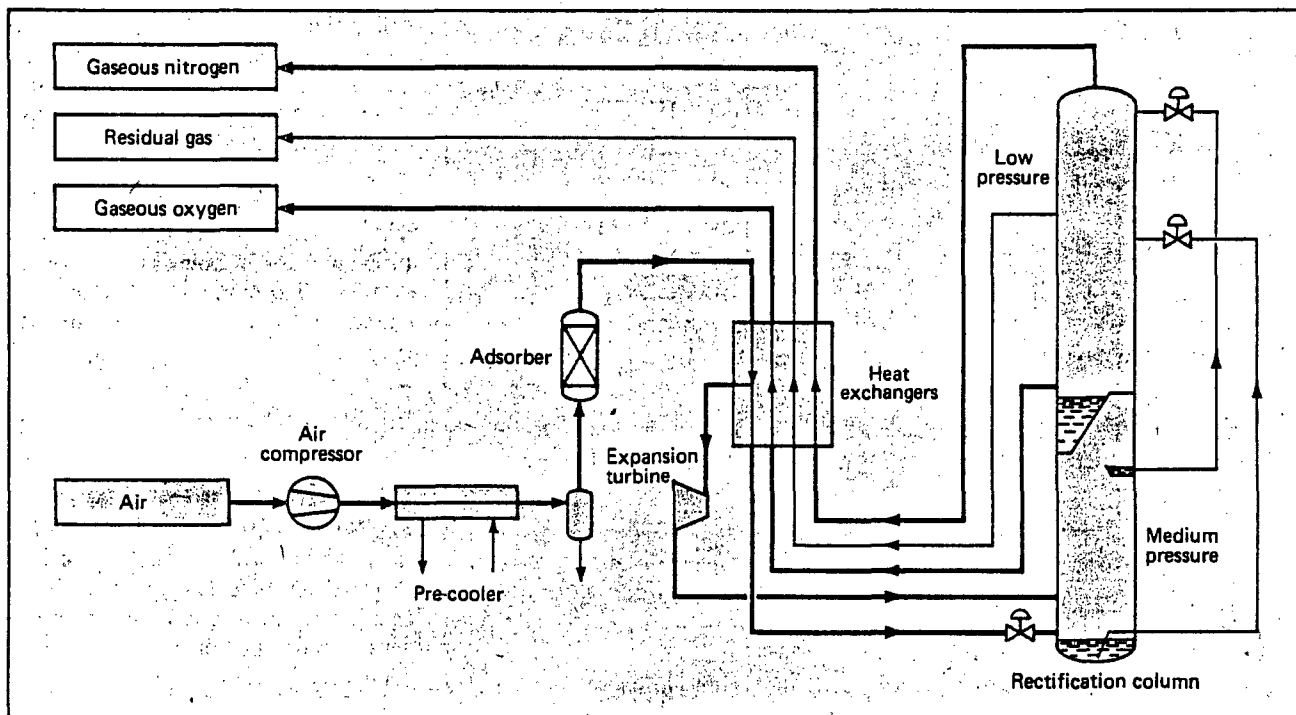 Gaseous nitrogen
Residual gas
Gaseous oxygen
Low
pressure
Adsorber
Heat
exchangers
Air
compressor
Expansion
turbine
Air
Medium
pressure
Pre-cooler
Rectification column